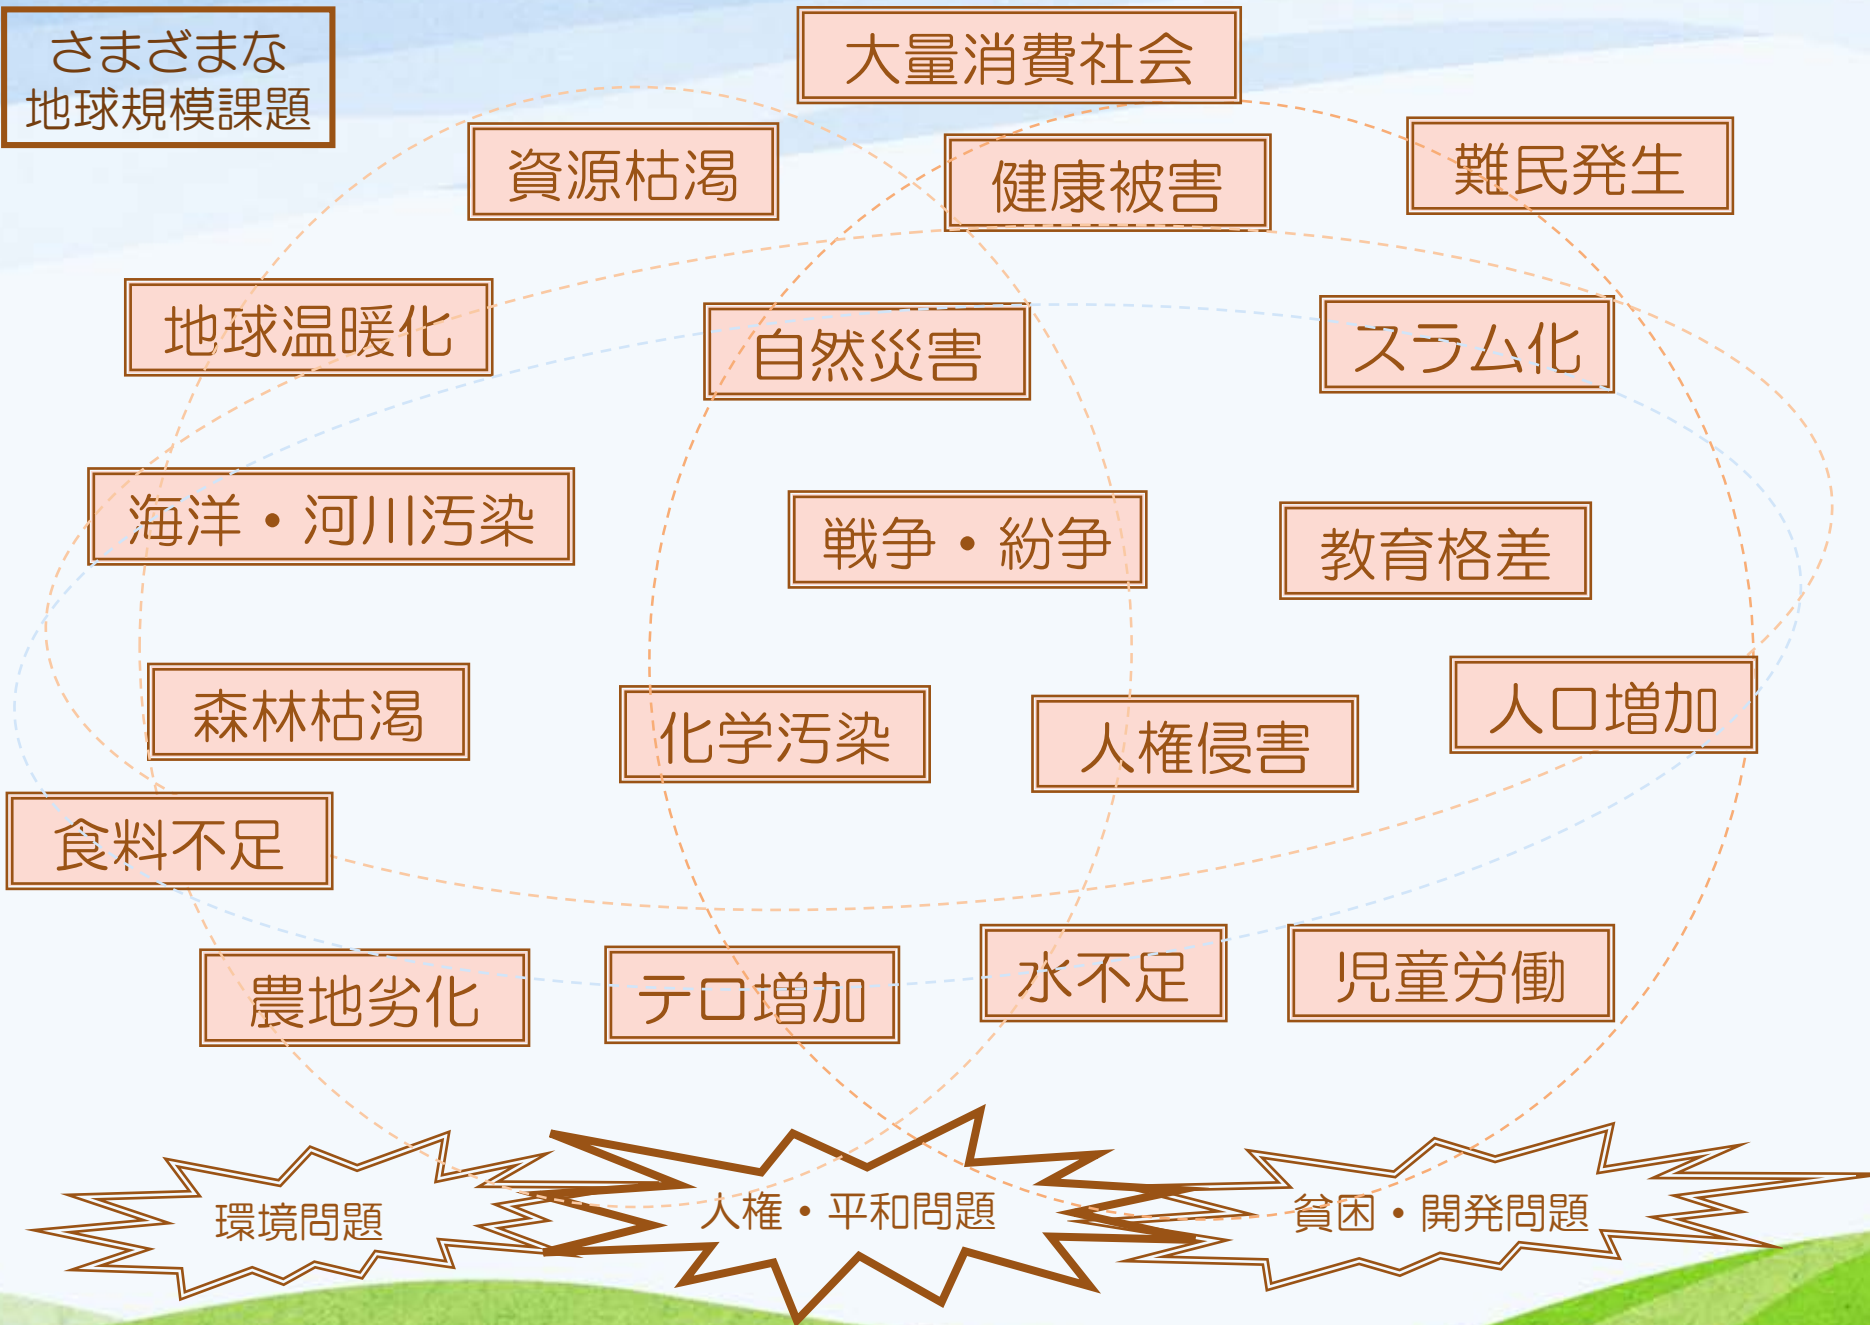 さまざまな
地球規模課題
大量消費社会
資源枯渇
健康被害
難民発生
地球温暖化
自然災害
スラム化
海洋・河川汚染
戦争・紛争
教育格差
森林枯渇
化学汚染
人権侵害
人口増加
食料不足
農地劣化
テロ増加
水不足
児童労働
環境問題
人権・平和問題
貧困・開発問題